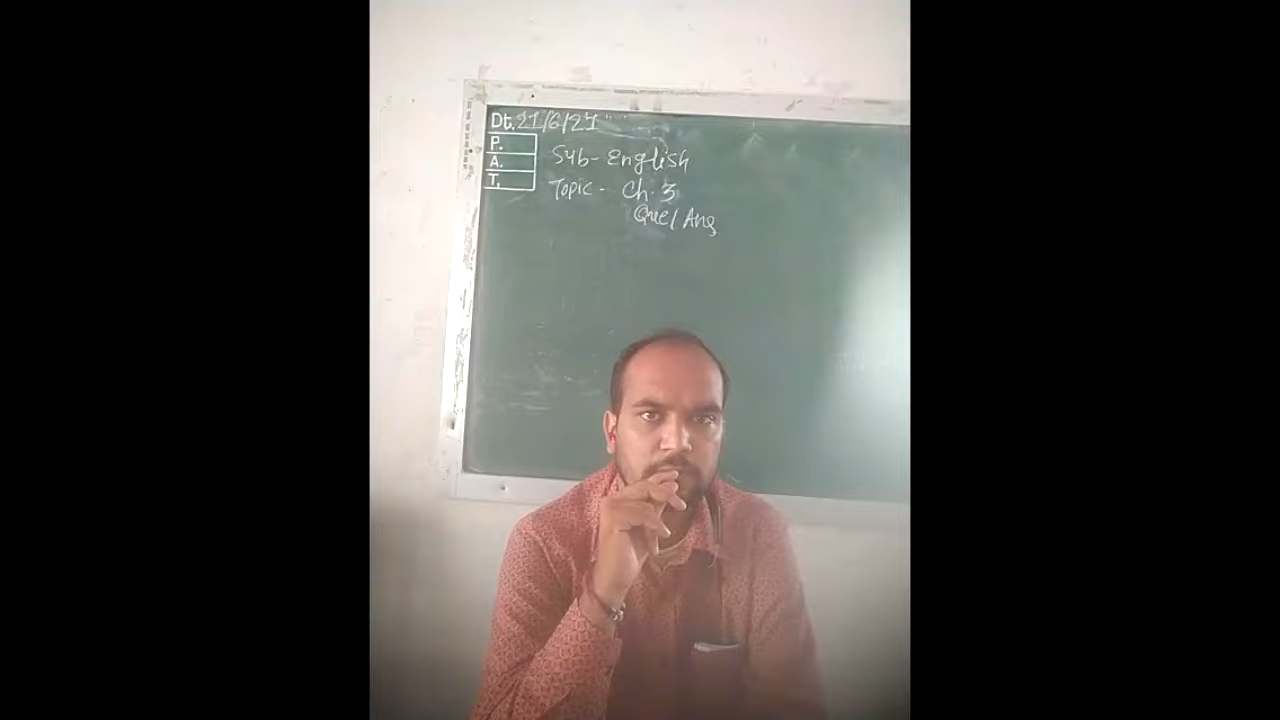 Dt. 21/6/21
P.
A.
T.
Sub- English
Topic - Ch. 3
Que/Ans